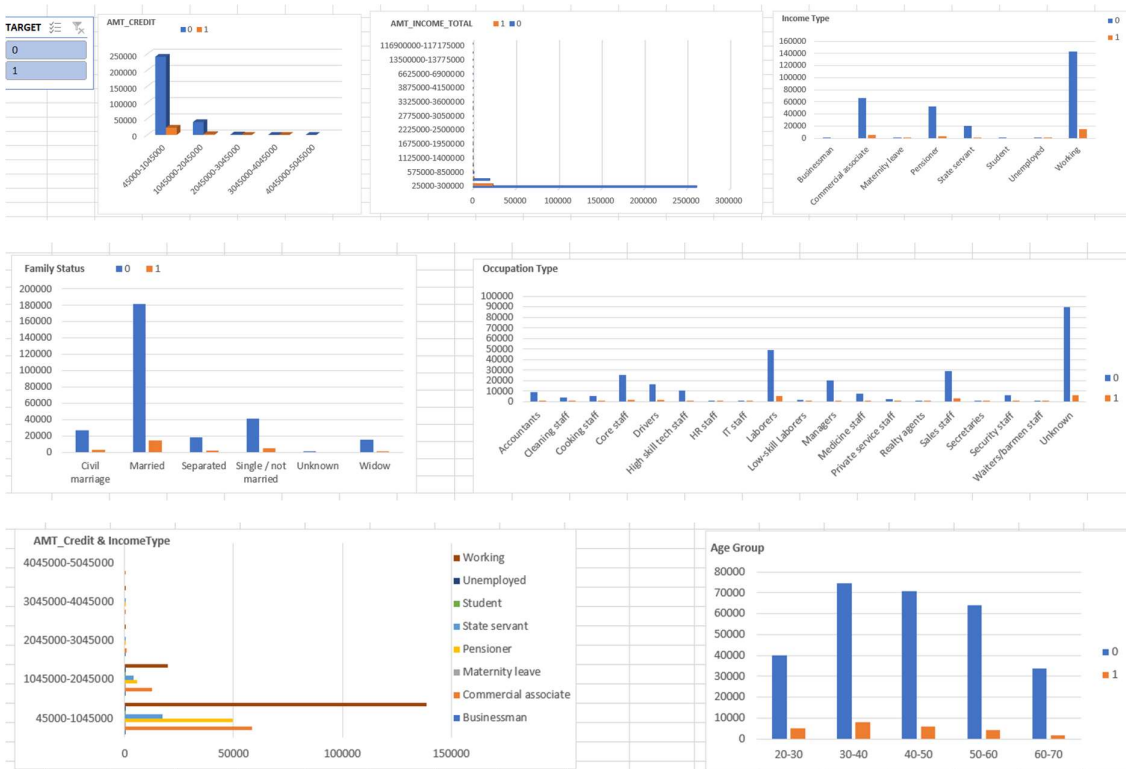 TARGET
0
1
AMT_CREDIT
0 1
250000
200000
150000
100000
50000
0
45000-1045000
1045000-2045000
2045000-3045000
3045000-4045000
4045000-5045000
AMT_INCOME_TOTAL 1 0
116900000-117175000
13500000-13775000
6625000-6900000
3875000-4150000
3325000-3600000
2775000-3050000
2225000-2500000
1675000-1950000
1125000-1400000
575000-850000
25000-300000
0 50000 100000 150000 200000 250000 300000
Income Type
0
1
160000
140000
120000
100000
80000
60000
40000
20000
0
Businessman
Commercial associate
Maternity leave
Pensioner
State servant
Student
Unemployed
Working
Family Status 0 1
200000
180000
160000
140000
120000
100000
80000
60000
40000
20000
0
Civil marriage
Married
Separated
Single / not married
Unknown
Widow
Occupation Type
100000
90000
80000
70000
60000
50000
40000
30000
20000
10000
0
Accountants
Cleaning staff
Cooking staff
Core staff
Drivers
High skill tech staff
HR staff
IT staff
Laborers
Low-skill Laborers
Managers
Medicine staff
Private service staff
Realty agents
Sales staff
Secretaries
Security staff
Waiters/barmen staff
Unknown
0
1
AMT_Credit & IncomeType
4045000-5045000
3045000-4045000
2045000-3045000
1045000-2045000
45000-1045000
0 50000 100000 150000
Working
Unemployed
Student
State servant
Pensioner
Maternity leave
Commercial associate
Businessman
Age Group
80000
70000
60000
50000
40000
30000
20000
10000
0
20-30 30-40 40-50 50-60 60-70
0
1